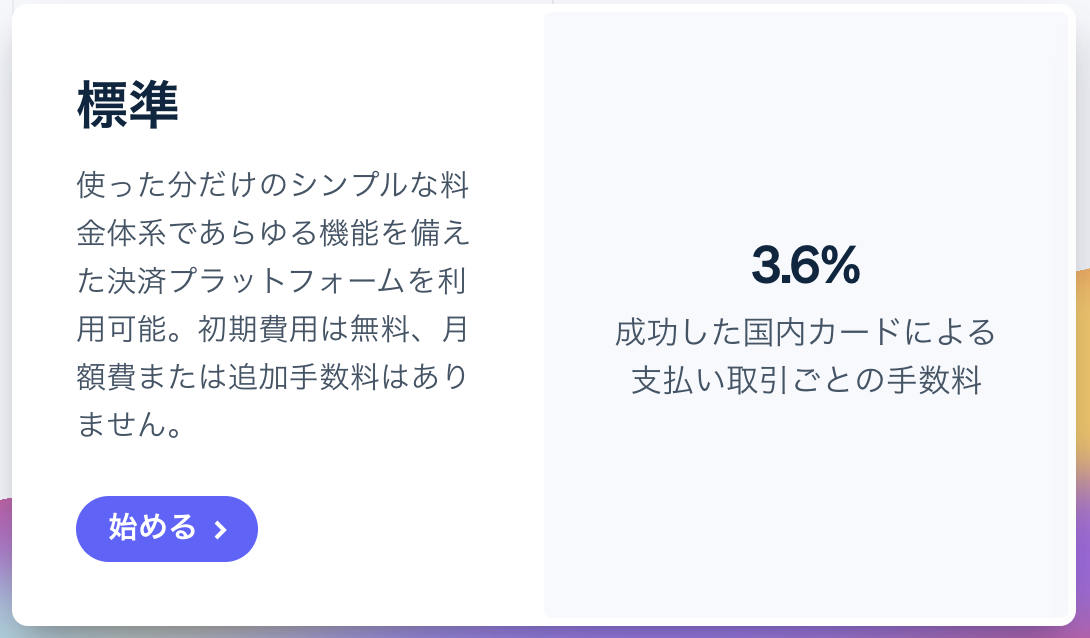 標準
使った分だけのシンプルな料
金体系であらゆる機能を備え
た決済プラットフォームを利
用可能。初期費用は無料、月
額費または追加手数料はあり
ません。
始める
3.6%
成功した国内カードによる
支払い取引ごとの手数料